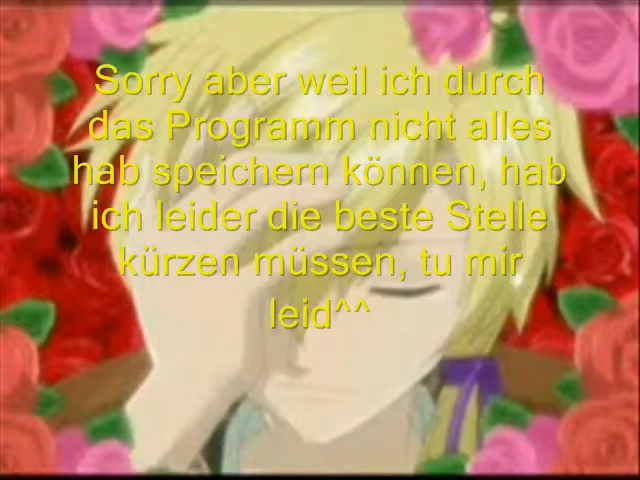 Sorry aber weil ich durch
das Programm nicht alles
hab speichern können, hab
ich leider die beste Stelle
kürzen müssen, tu mir
leid^^